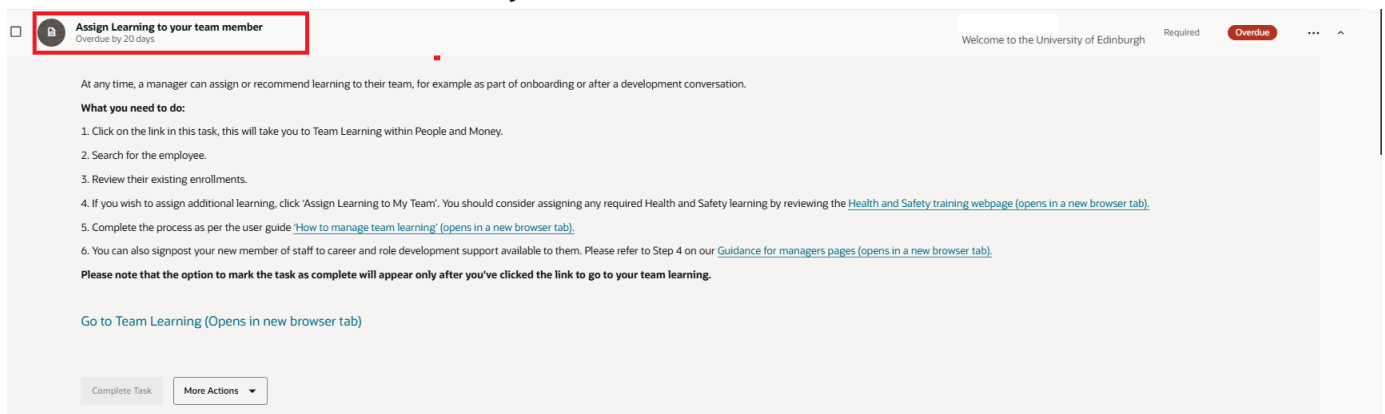 Assign Learning to your team member
Overdue by 20 days
Welcome to the University of Edinburgh
Required
Overdue
At any time, a manager can assign or recommend learning to their team, for example as part of onboarding or after a development conversation.
What you need to do:
1. Click on the link in this task, this will take you to Team Learning within People and Money.
2. Search for the employee.
3. Review their existing enrollments.
4. If you wish to assign additional learning, click ‘Assign Learning to My Team’. You should consider assigning any required Health and Safety learning by reviewing the Health and Safety training webpage (opens in a new browser tab).
5. Complete the process as per the user guide ‘How to manage team learning’ (opens in a new browser tab).
6. You can also signpost your new member of staff to career and role development support available to them. Please refer to Step 4 on our Guidance for managers pages (opens in a new browser tab).
Please note that the option to mark the task as complete will appear only after you've clicked the link to go to your team learning.
Go to Team Learning (Opens in new browser tab)
Complete Task
More Actions